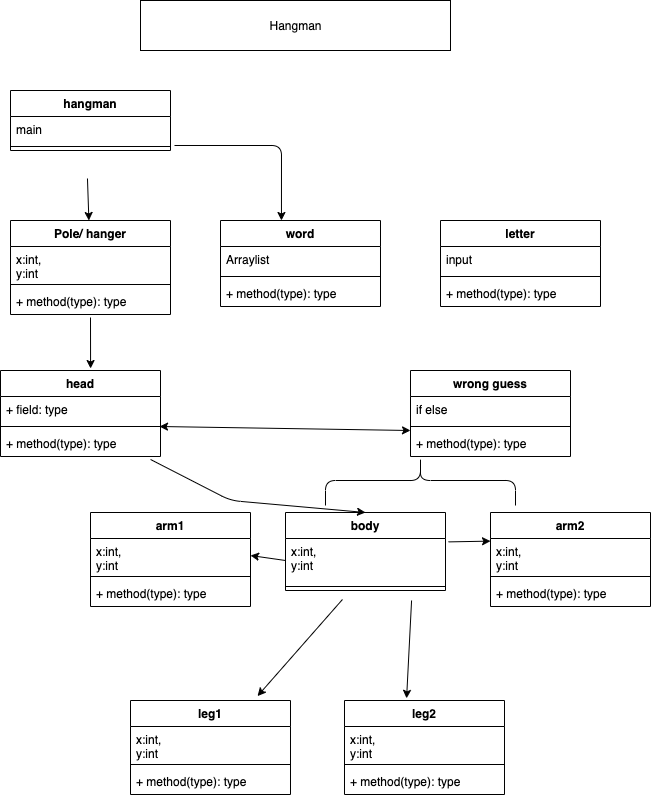 Hangman
hangman
main
Pole/ hanger
x:int,
y:int
+ method(type): type
word
Arraylist
+ method(type): type
letter
input
+ method(type): type
head
+ field: type
+ method(type): type
wrong guess
if else
+ method(type): type
arm1
x:int,
y:int
+ method(type): type
body
x:int,
y:int
arm2
x:int,
y:int
+ method(type): type
leg1
x:int,
y:int
+ method(type): type
leg2
x:int,
y:int
+ method(type): type